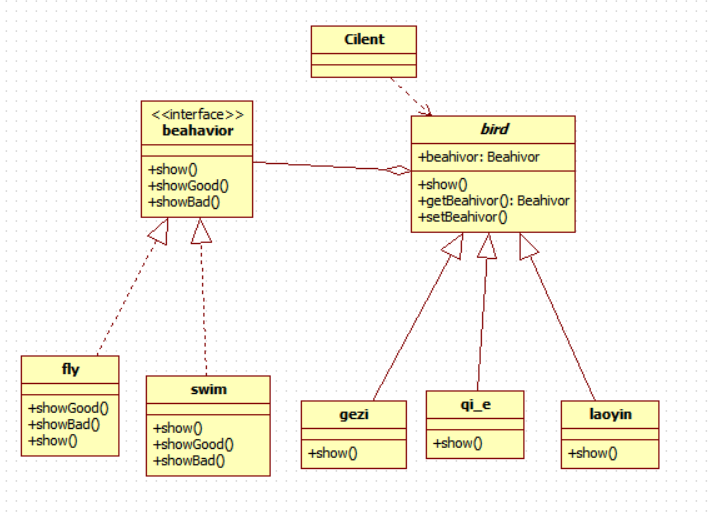 Cilent
<<interface>>
beahavior
+show()
+showGood()
+showBad()
bird
+beahivor: Beahivor
+show()
+getBeahivor(): Beahivor
+setBeahivor()
fly
+showGood()
+showBad()
+show()
swim
+show()
+showGood()
+showBad()
gezi
+show()
qi_e
+show()
laoyin
+show()